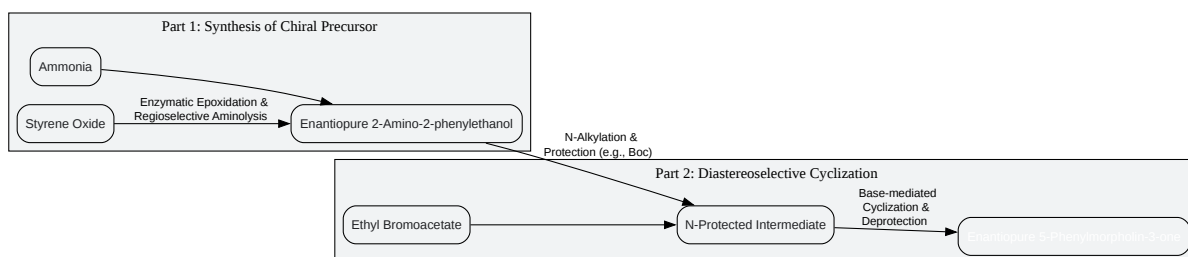 Part 1: Synthesis of Chiral Precursor
Ammonia
Styrene Oxide
Enzymatic Epoxidation &
Regioselective Aminolysis
Enantiopure 2-Amino-2-phenylethanol
N-Alkylation &
Protection (e.g., Boc)
Part 2: Diastereoselective Cyclization
Ethyl Bromoacetate
N-Protected Intermediate
Base-mediated
Cyclization &
Deprotection
Enantiopure 5-Phenylmorpholin-3-one